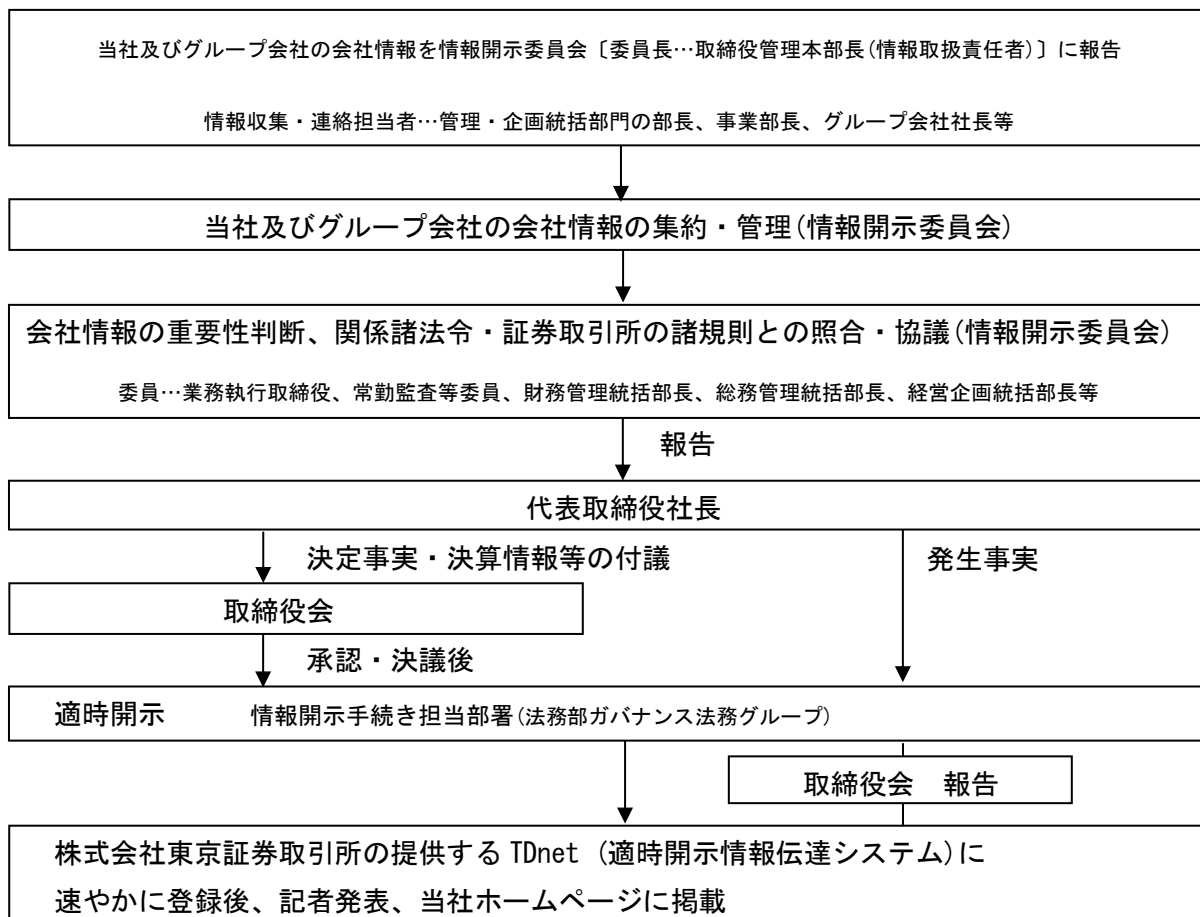 当社及びグループ会社の会社情報を情報開示委員会〔委員長…取締役管理本部長(情報取扱責任者)〕に報告
情報収集・連絡担当者…管理・企画統括部門の部長、事業部長、グループ会社社長等
当社及びグループ会社の会社情報の集約・管理(情報開示委員会)
会社情報の重要性判断、関係諸法令・証券取引所の諸規則との照合・協議(情報開示委員会)
委員…業務執行取締役、常勤監査等委員、財務管理統括部長、総務管理統括部長、経営企画統括部長等
報告
代表取締役社長
決定事実・決算情報等の付議
発生事実
取締役会
承認・決議後
適時開示 情報開示手続き担当部署(法務部ガバナンス法務グループ)
取締役会 報告
株式会社東京証券取引所の提供する TDnet (適時開示情報伝達システム)に
速やかに登録後、記者発表、当社ホームページに掲載